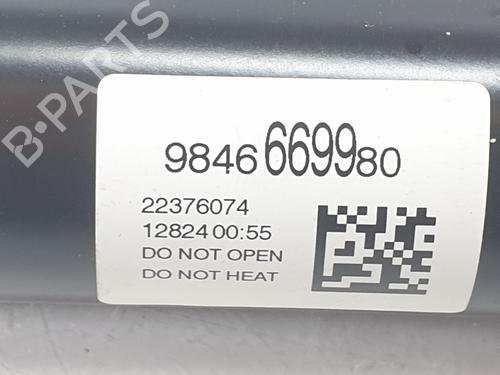 B-PARTS
9846669980
22376074
12824 00:55
DO NOT OPEN
DO NOT HEAT